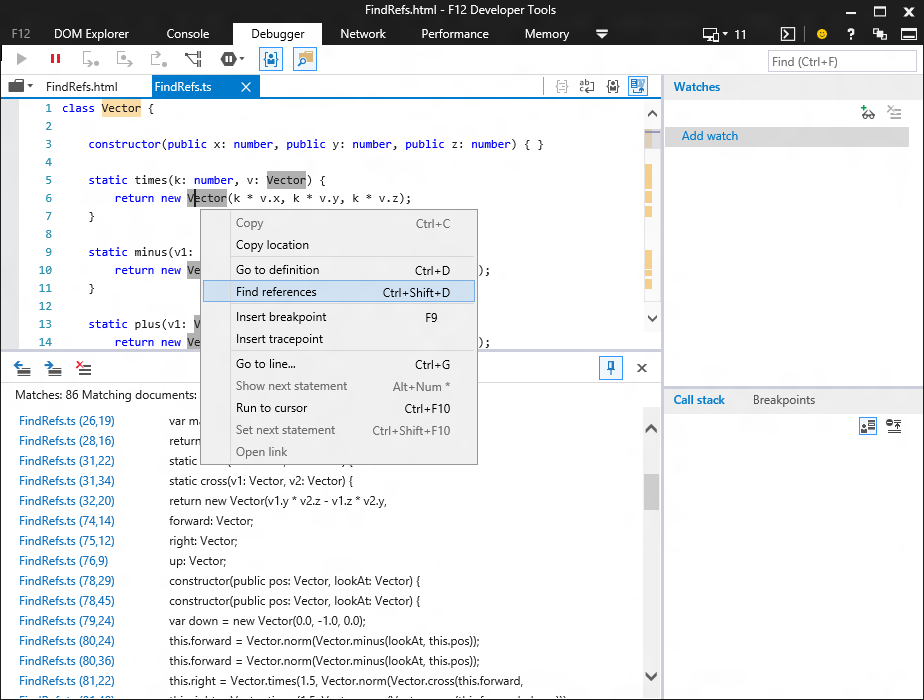 FindRefs.html - F12 Developer Tools
F12 DOM Explorer Console Debugger Network Performance Memory 11 ?
Find (Ctrl+F)
FindRefs.html FindRefs.ts
1 class Vector {
2
3 constructor(public x: number, public y: number, public z: number) { }
4
5 static times(k: number, v: Vector) {
6 return new Vector(k * v.x, k * v.y, k * v.z);
7 }
8
9 static minus(v1:
10 return new Ve );
11 }
12
13 static plus(v1: V
14 return new Ve );
Copy Ctrl+C
Copy location
Go to definition Ctrl+D
Find references Ctrl+Shift+D
Insert breakpoint F9
Insert tracepoint
Go to line... Ctrl+G
Show next statement Alt+Num *
Run to cursor Ctrl+F10
Set next statement Ctrl+Shift+F10
Open link
Matches: 86 Matching documents:
FindRefs.ts (26,19) var ma
FindRefs.ts (28,16) return
FindRefs.ts (31,22) static
FindRefs.ts (31,34) static cross(v1: Vector, v2: Vector) {
FindRefs.ts (32,20) return new Vector(v1.y * v2.z - v1.z * v2.y,
FindRefs.ts (74,14) forward: Vector;
FindRefs.ts (75,12) right: Vector;
FindRefs.ts (76,9) up: Vector;
FindRefs.ts (78,29) constructor(public pos: Vector, lookAt: Vector) {
FindRefs.ts (78,45) constructor(public pos: Vector, lookAt: Vector) {
FindRefs.ts (79,24) var down = new Vector(0.0, -1.0, 0.0);
FindRefs.ts (80,24) this.forward = Vector.norm(Vector.minus(lookAt, this.pos));
FindRefs.ts (80,36) this.forward = Vector.norm(Vector.minus(lookAt, this.pos));
FindRefs.ts (81,22) this.right = Vector.times(1.5, Vector.norm(Vector.cross(this.forward,
Watches
Add watch
Call stack Breakpoints